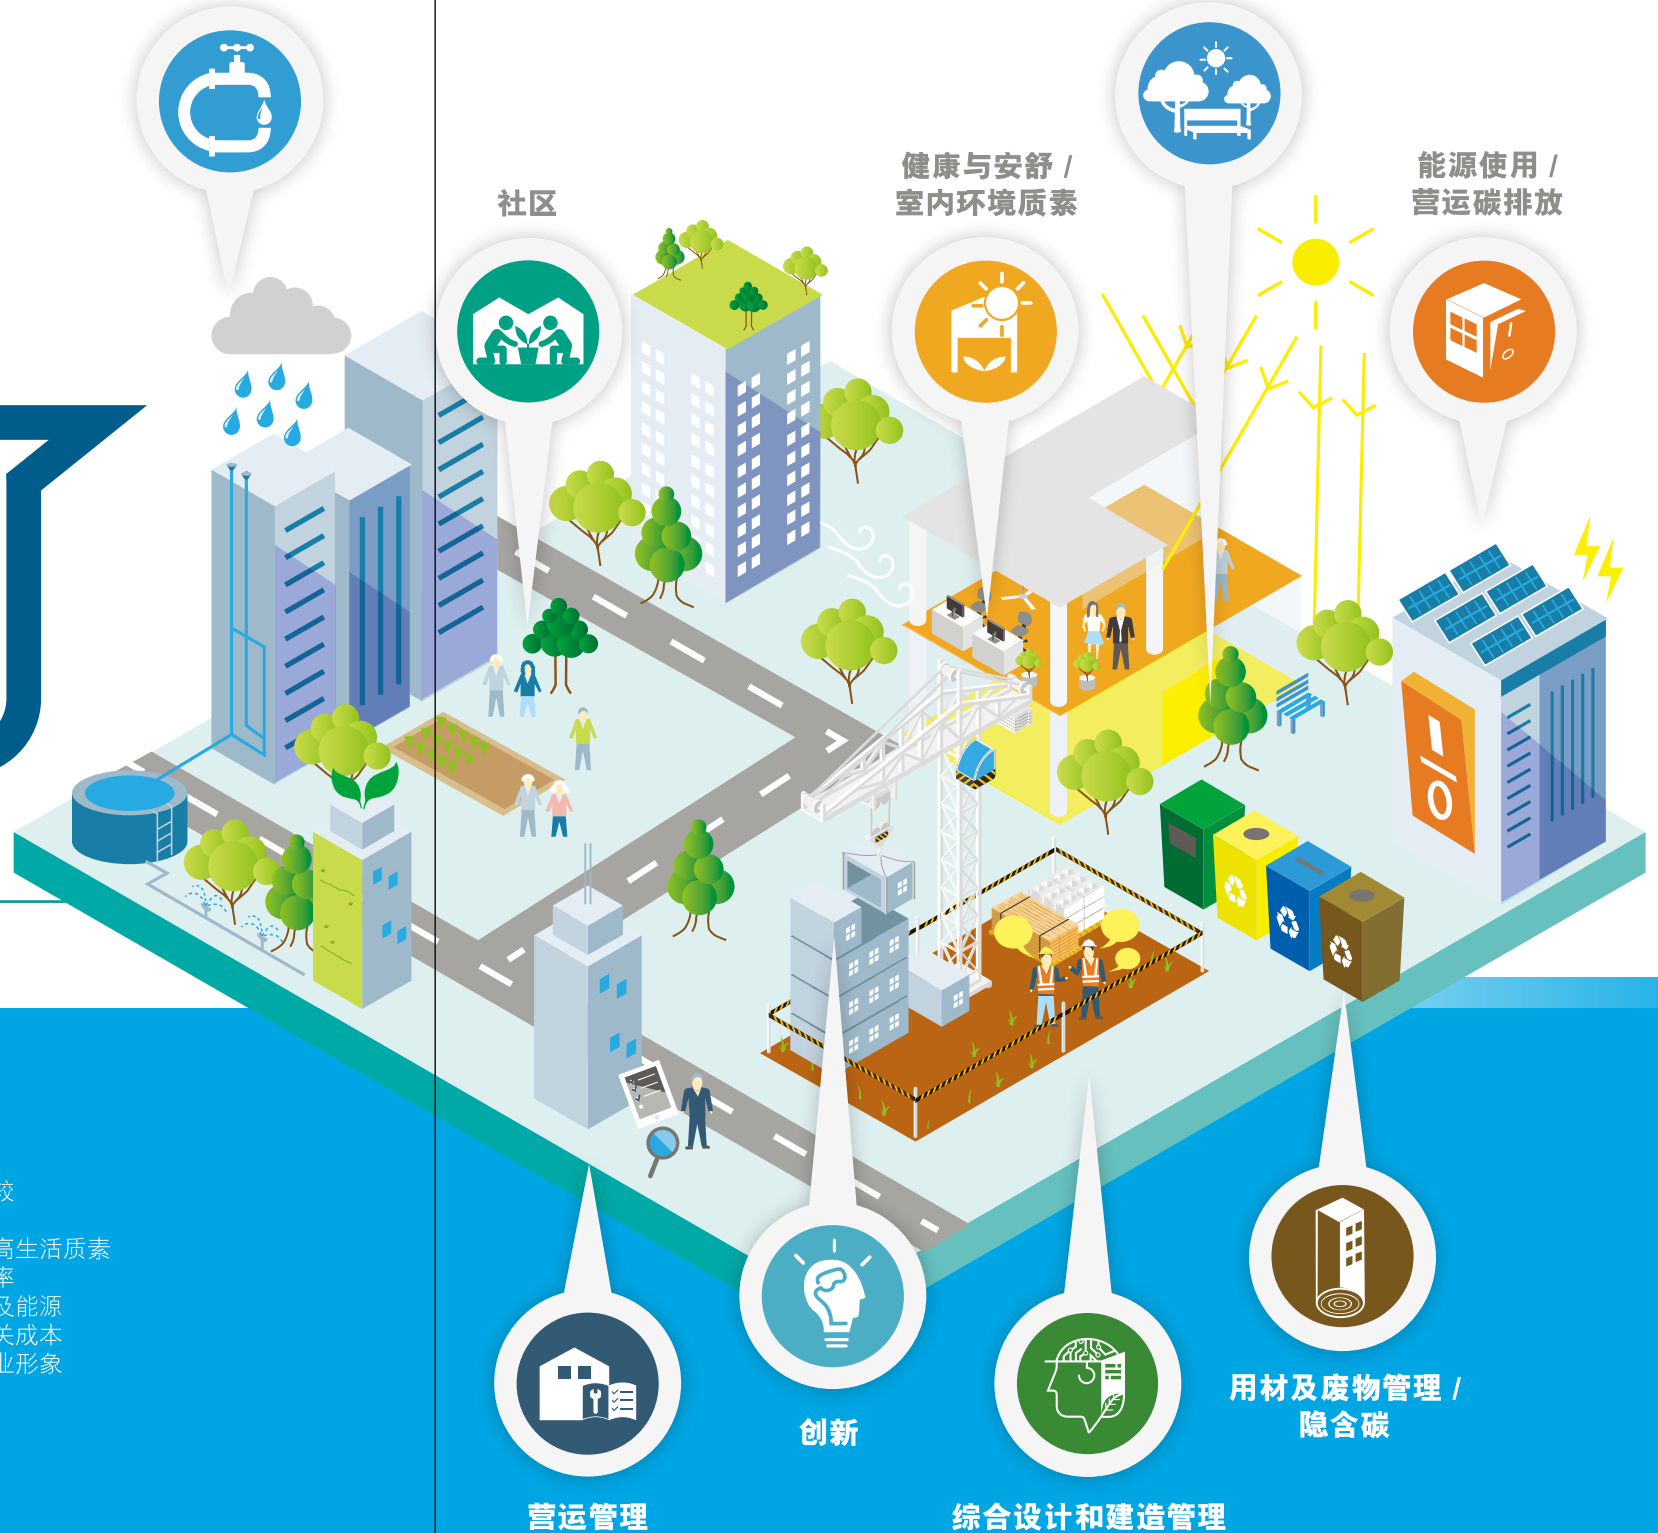 社区
健康与安舒 /
室内环境质素
能源使用 /
营运碳排放
较
高生活质素
率
及能源
关成本
业形象
用材及废物管理 /
隐含碳
创新
营运管理
综合设计和建造管理